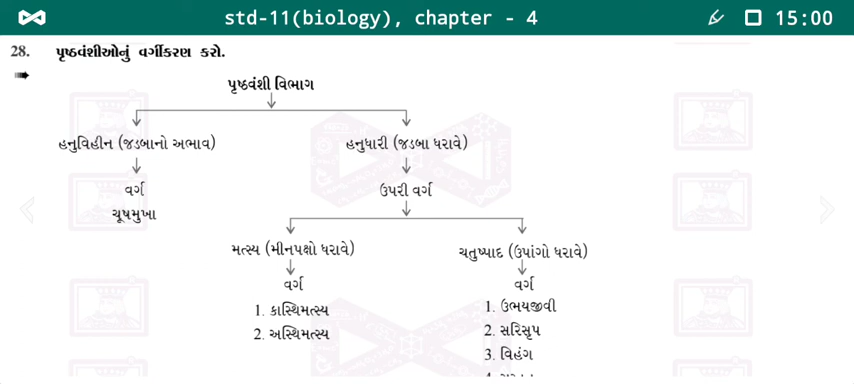 std-11(biology), chapter - 4
15:00
28. પૃષ્ઠવંશીઓનું વર્ગીકરણ કરો.
પૃષ્ઠવંશી વિભાગ
હનુવિહીન (જડબાનો અભાવ) હનુધારી (જડબા ધરાવે)
વર્ગ ઉપરી વર્ગ
ચૂષમુખા
મત્સ્ય (મીનપક્ષો ધરાવે) ચતુષ્પાદ (ઉપાંગો ધરાવે)
વર્ગ વર્ગ
1. કાસ્થિમત્સ્ય 1. ઉભયજીવી
2. અસ્થિમત્સ્ય 2. સરિસૃપ
3. વિહંગ